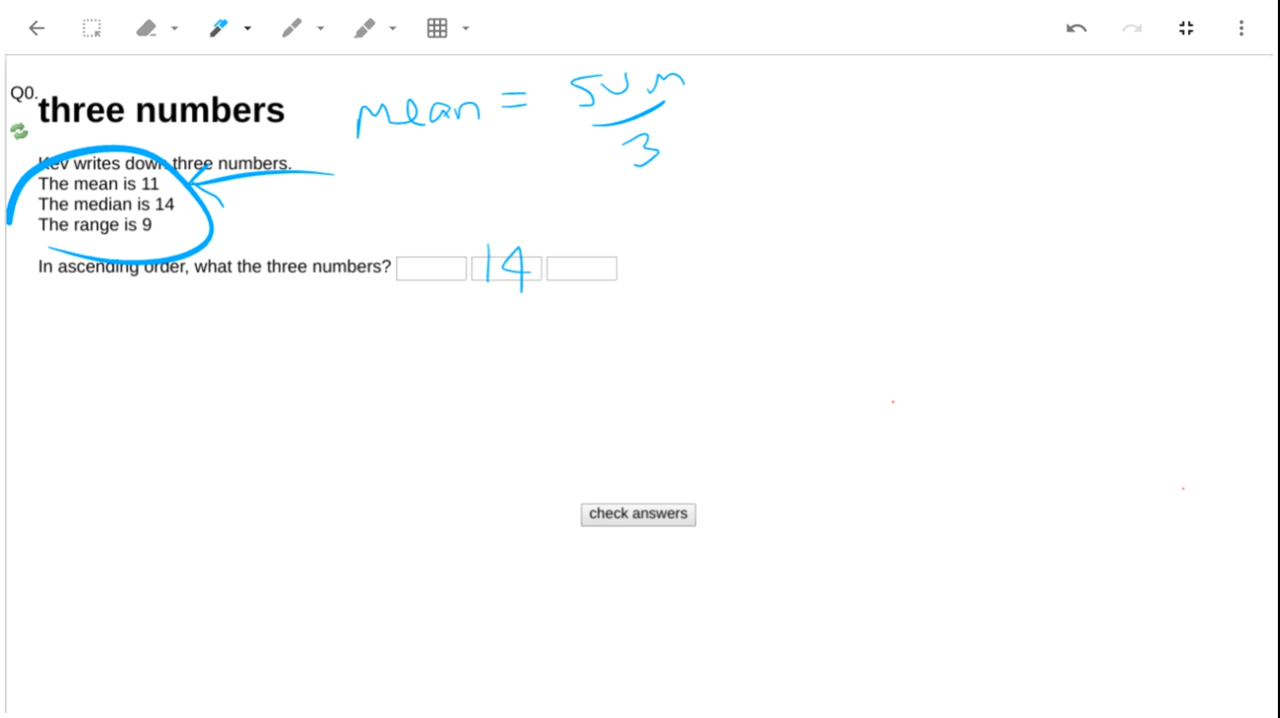 Q0.
three numbers
mean = sum
3
Kev writes down three numbers.
The mean is 11
The median is 14
The range is 9
In ascending order, what the three numbers? 14
check answers